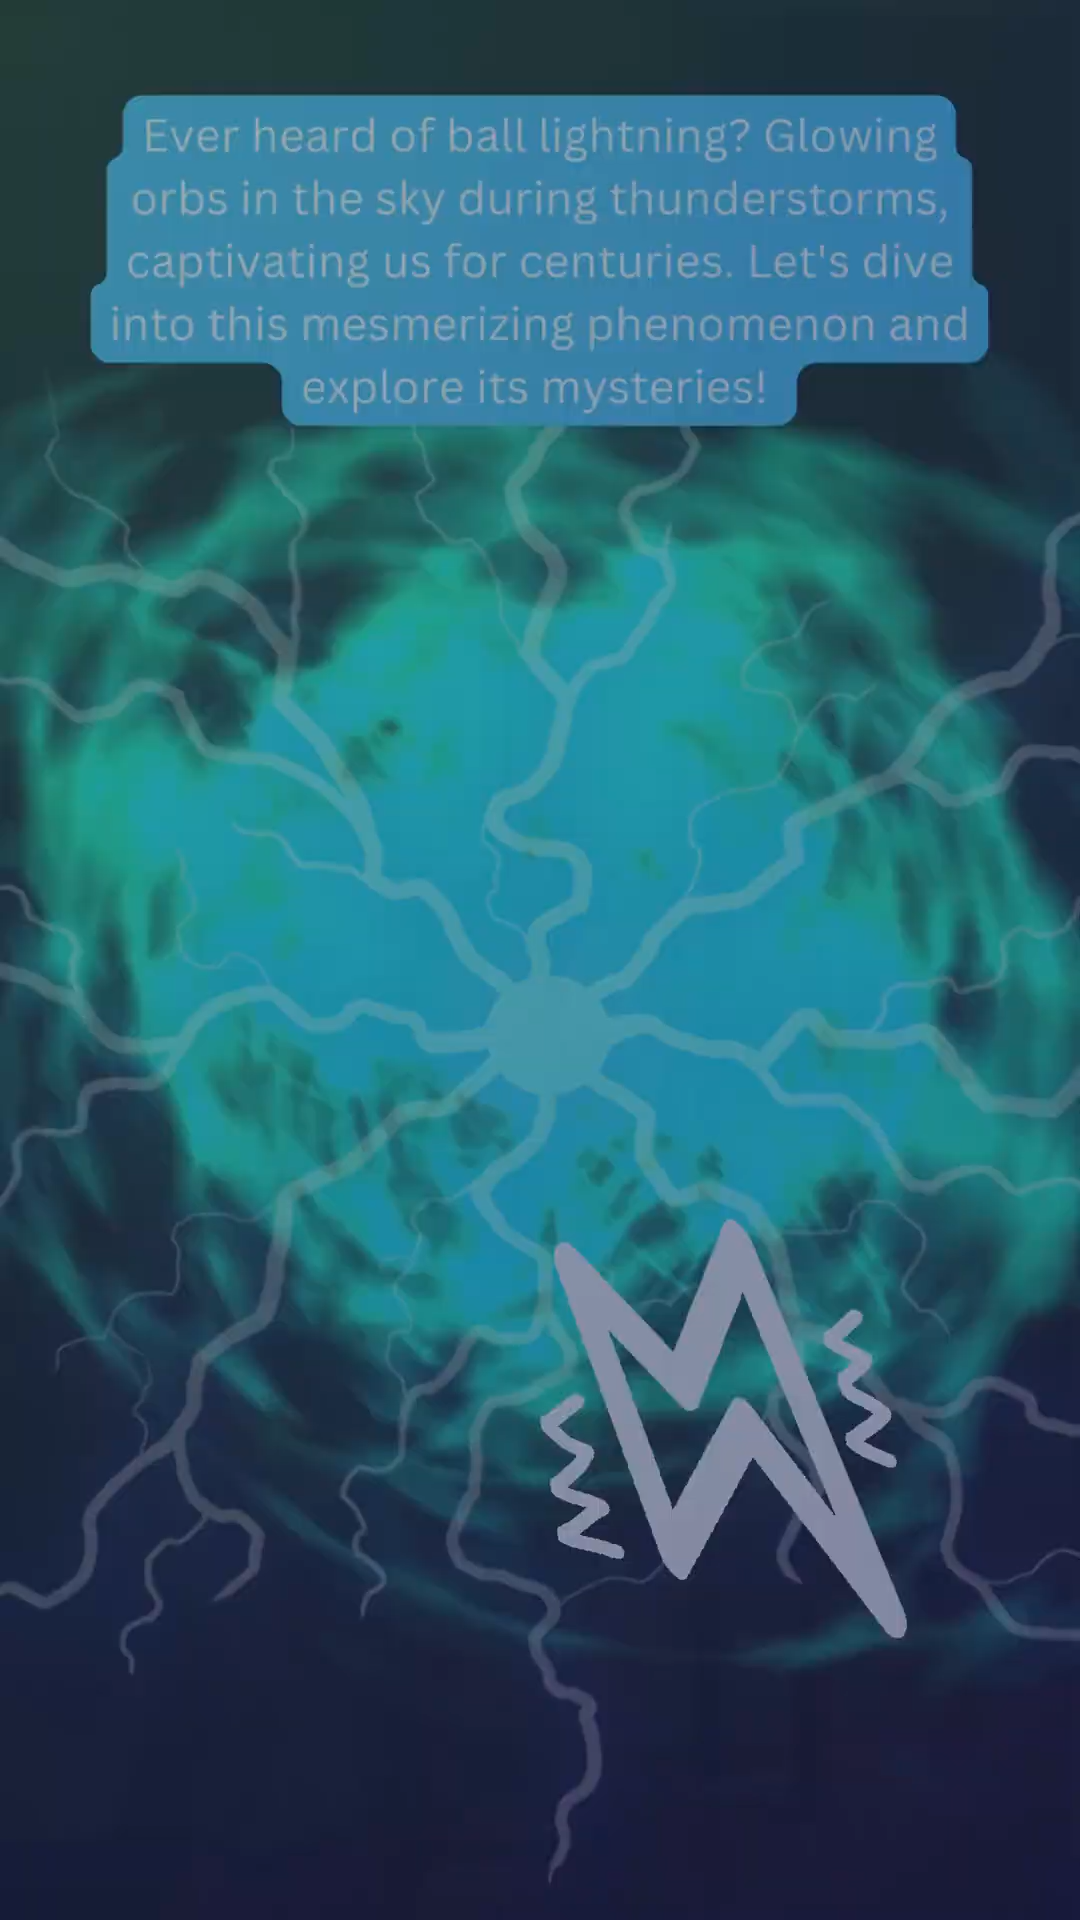 Ever heard of ball lightning? Glowing
orbs in the sky during thunderstorms,
captivating us for centuries. Let's dive
into this mesmerizing phenomenon and
explore its mysteries!